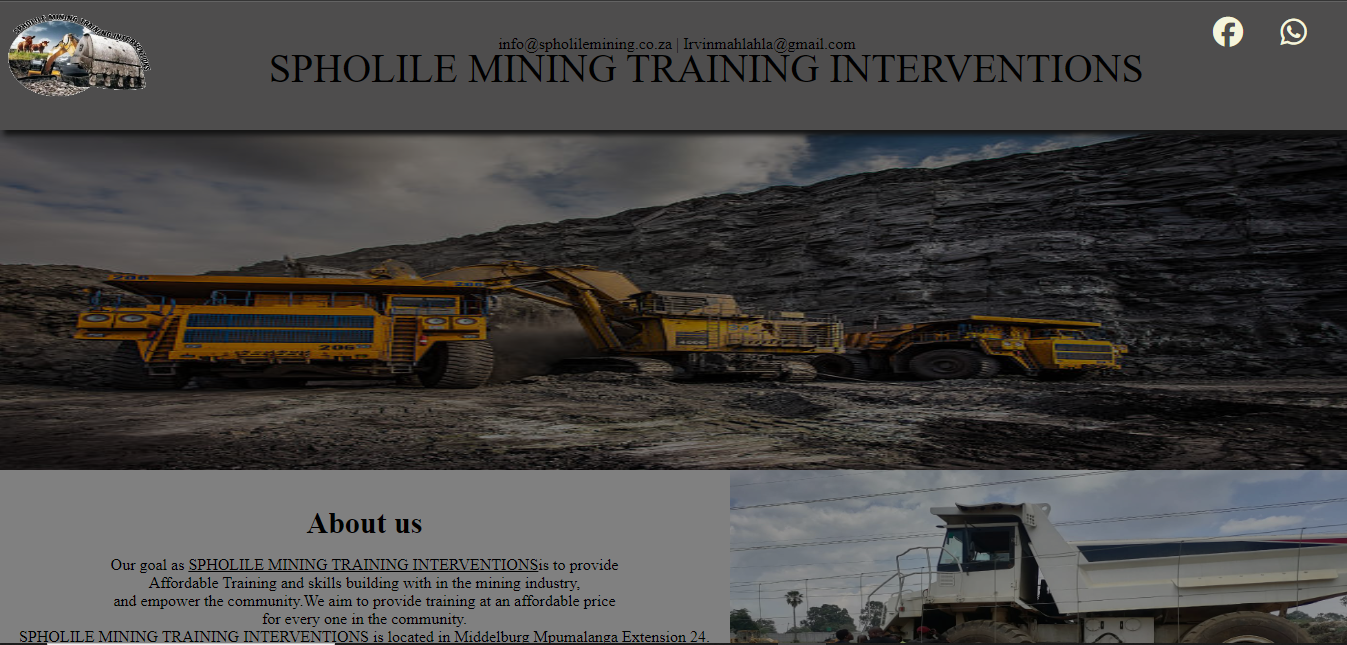 SPHOLILE MINING TRAINING INTERVENTIONS
info@spholilemining.co.za | Irvinmahlahla@gmail.com
SPHOLILE MINING TRAINING INTERVENTIONS
206
206
206
About us
Our goal as SPHOLILE MINING TRAINING INTERVENTIONSis to provide
Affordable Training and skills building with in the mining industry,
and empower the community.We aim to provide training at an affordable price
for every one in the community.
SPHOLILE MINING TRAINING INTERVENTIONS is located in Middelburg Mpumalanga Extension 24.